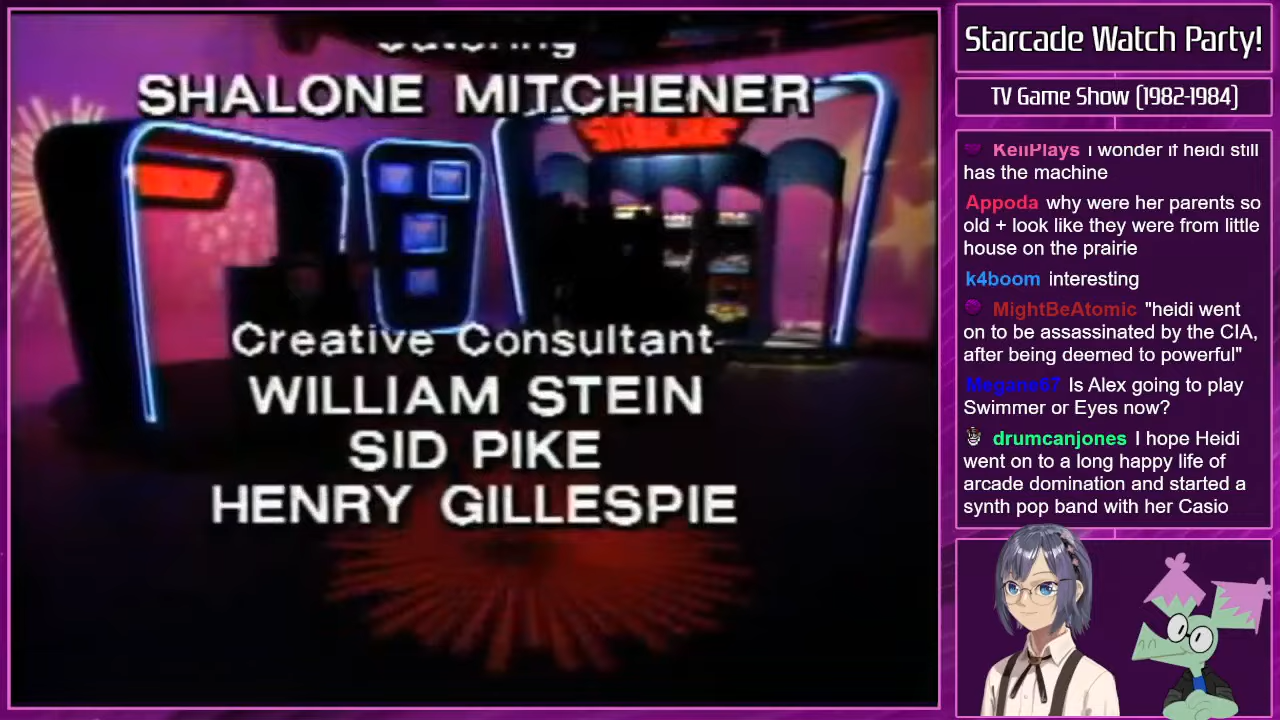 Catering
SHALONE MITCHENER
STARCADE
Creative Consultant
WILLIAM STEIN
SID PIKE
HENRY GILLESPIE
Starcade Watch Party!
TV Game Show (1982-1984)
KellPlays i wonder if heidi still
has the machine
Appoda why were her parents so
old + look like they were from little
house on the prairie
k4boom interesting
MightBeAtomic "heidi went
on to be assassinated by the CIA,
after being deemed to powerful"
Megane67 Is Alex going to play
Swimmer or Eyes now?
drumcanjones I hope Heidi
went on to a long happy life of
arcade domination and started a
synth pop band with her Casio